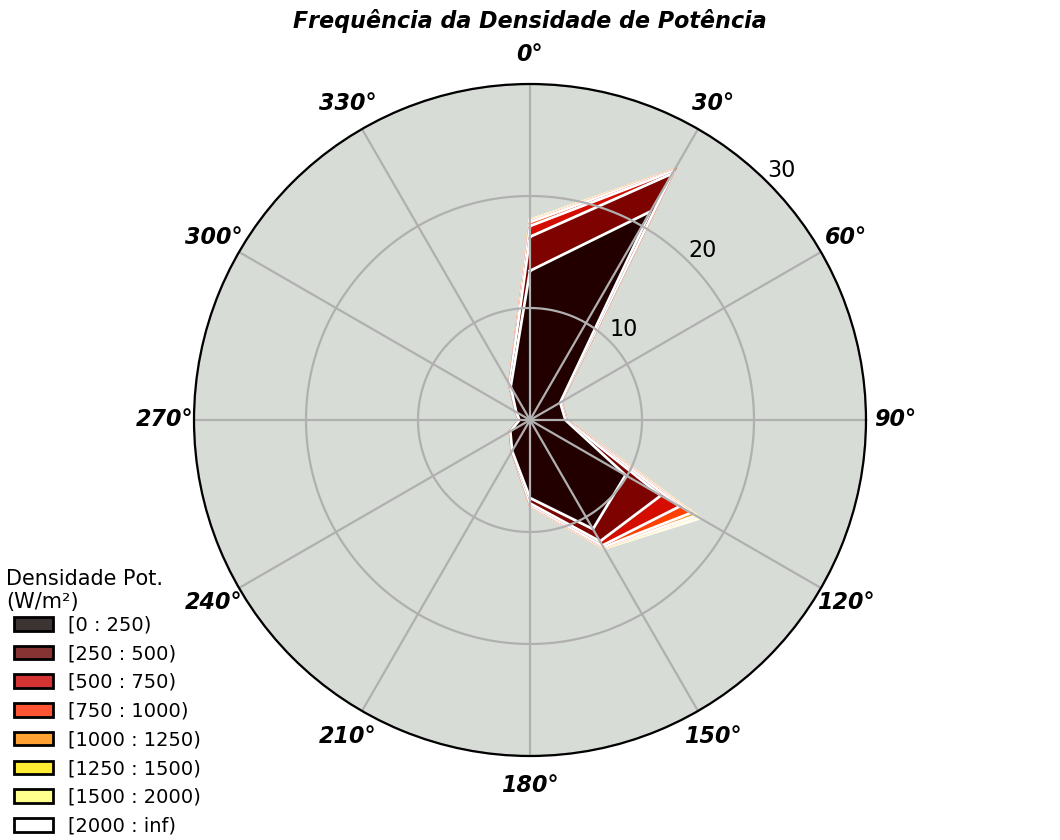 Frequência da Densidade de Potência
0°
330°
30°
30
300°
60°
20
10
270°
90°
Densidade Pot.
(W/m²)
240°
120°
[0 : 250)
[250 : 500)
[500 : 750)
[750 : 1000)
210°
150°
[1000 : 1250)
[1250 : 1500)
180°
[1500 : 2000)
[2000 : inf)